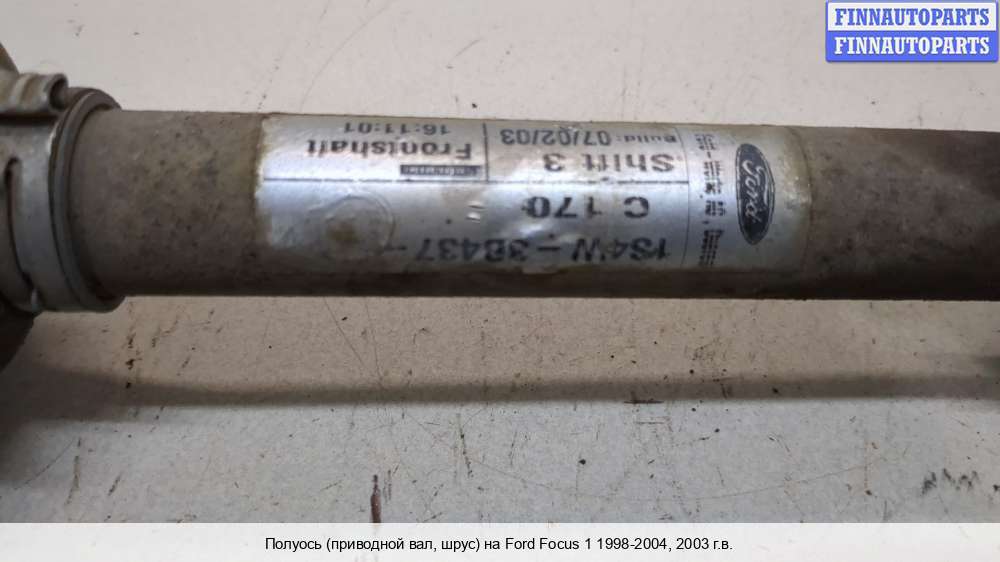 FINNAUTOPARTS
FINNAUTOPARTS
Ford
1S4W-3B437-
C 170
Shift 3
Frontshaft
Build: 07/02/03
16:11:01
Полуось (приводной вал, шрус) на Ford Focus 1 1998-2004, 2003 г.в.